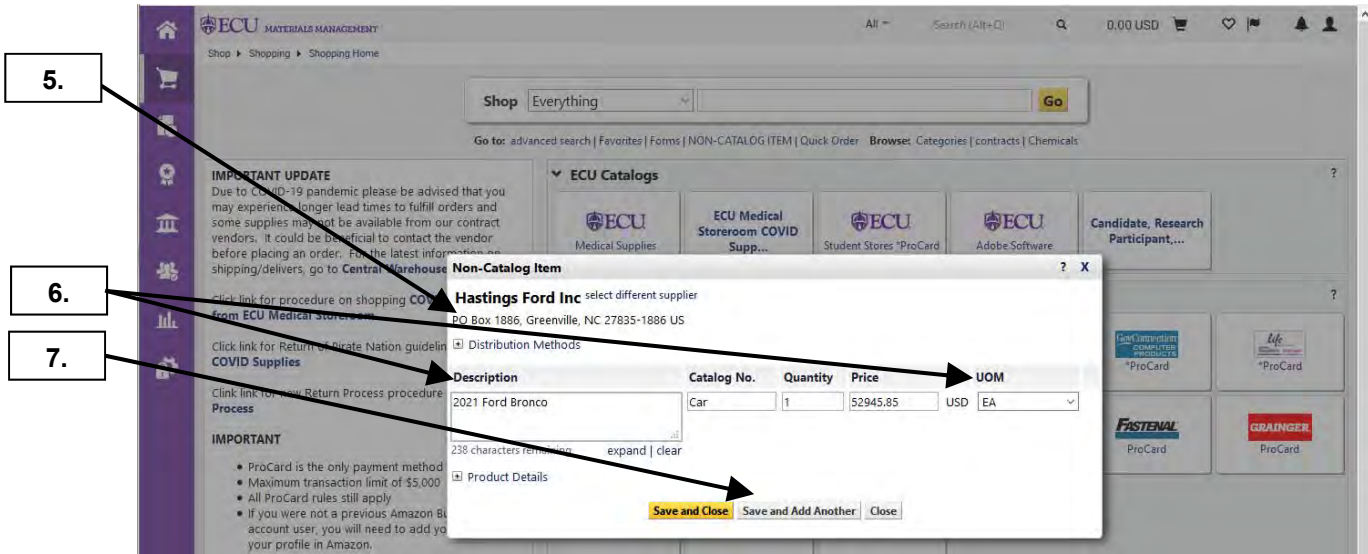 ECU MATERIALS MANAGEMENT
All
Search (Alt+Q)
0.00 USD
Shop Shopping Shopping Home
5.
Shop Everything Go
Go to: advanced search | Favorites | Forms | NON-CATALOG ITEM | Quick Order Browse: Categories | contracts | Chemicals
IMPORTANT UPDATE
Due to COVID-19 pandemic please be advised that you
may experience longer lead times to fulfill orders and
some supplies may not be available from our contract
vendors. It could be beneficial to contact the vendor
before placing an order. For the latest information on
shipping/delivers, go to Central Warehouse
Click link for procedure on shopping
from ECU Medical Storeroom
Click link for Return of Pirate Nation
COVID Supplies
Clink link for new Return Process procedure
Process
IMPORTANT
ProCard is the only payment method
Maximum transaction limit of $5,000
All ProCard rules still apply
If you were not a previous Amazon
account user, you will need to add
your profile in Amazon.
ECU Catalogs ?
ECU
Medical Supplies
ECU Medical
Storeroom COVID
Supp...
ECU
Student Stores *ProCard
ECU
Adobe Software
Candidate, Research
Participant,...
?
GovConnection
COMPUTER
PRODUCTS
*ProCard
life
*ProCard
FASTENAL
ProCard
GRAINGER
ProCard
6.
7.
Non-Catalog Item ? X
Hastings Ford Inc select different supplier
PO Box 1886, Greenville, NC 27835-1886 US
Distribution Methods
Description Catalog No. Quantity Price UOM
2021 Ford Bronco Car 1 52945.85 USD EA
238 characters remaining expand | clear
Product Details
Save and Close Save and Add Another Close